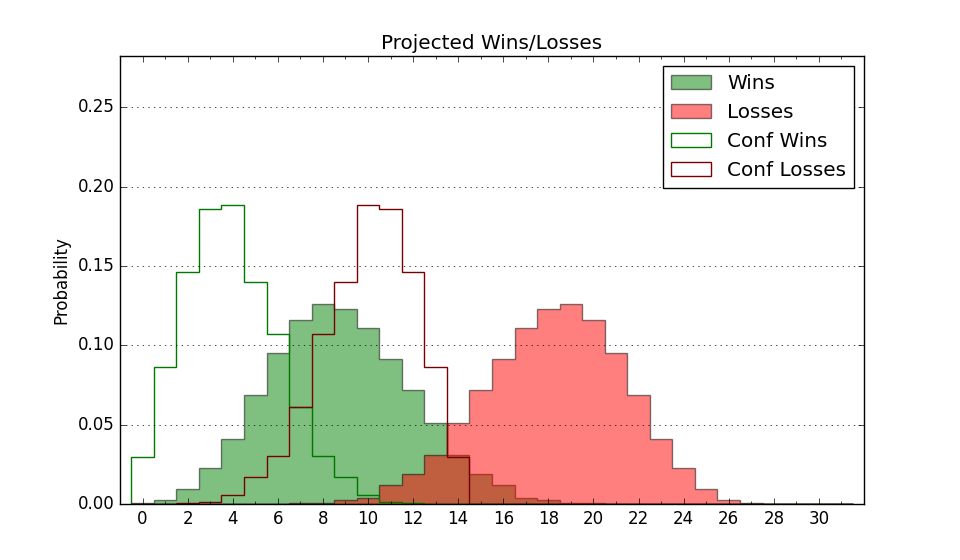 Projected Wins/Losses
Wins
Losses
Conf Wins
Conf Losses
Probability
0.25
0.20
0.15
0.10
0.05
0.00
0 2 4 6 8 10 12 14 16 18 20 22 24 26 28 30